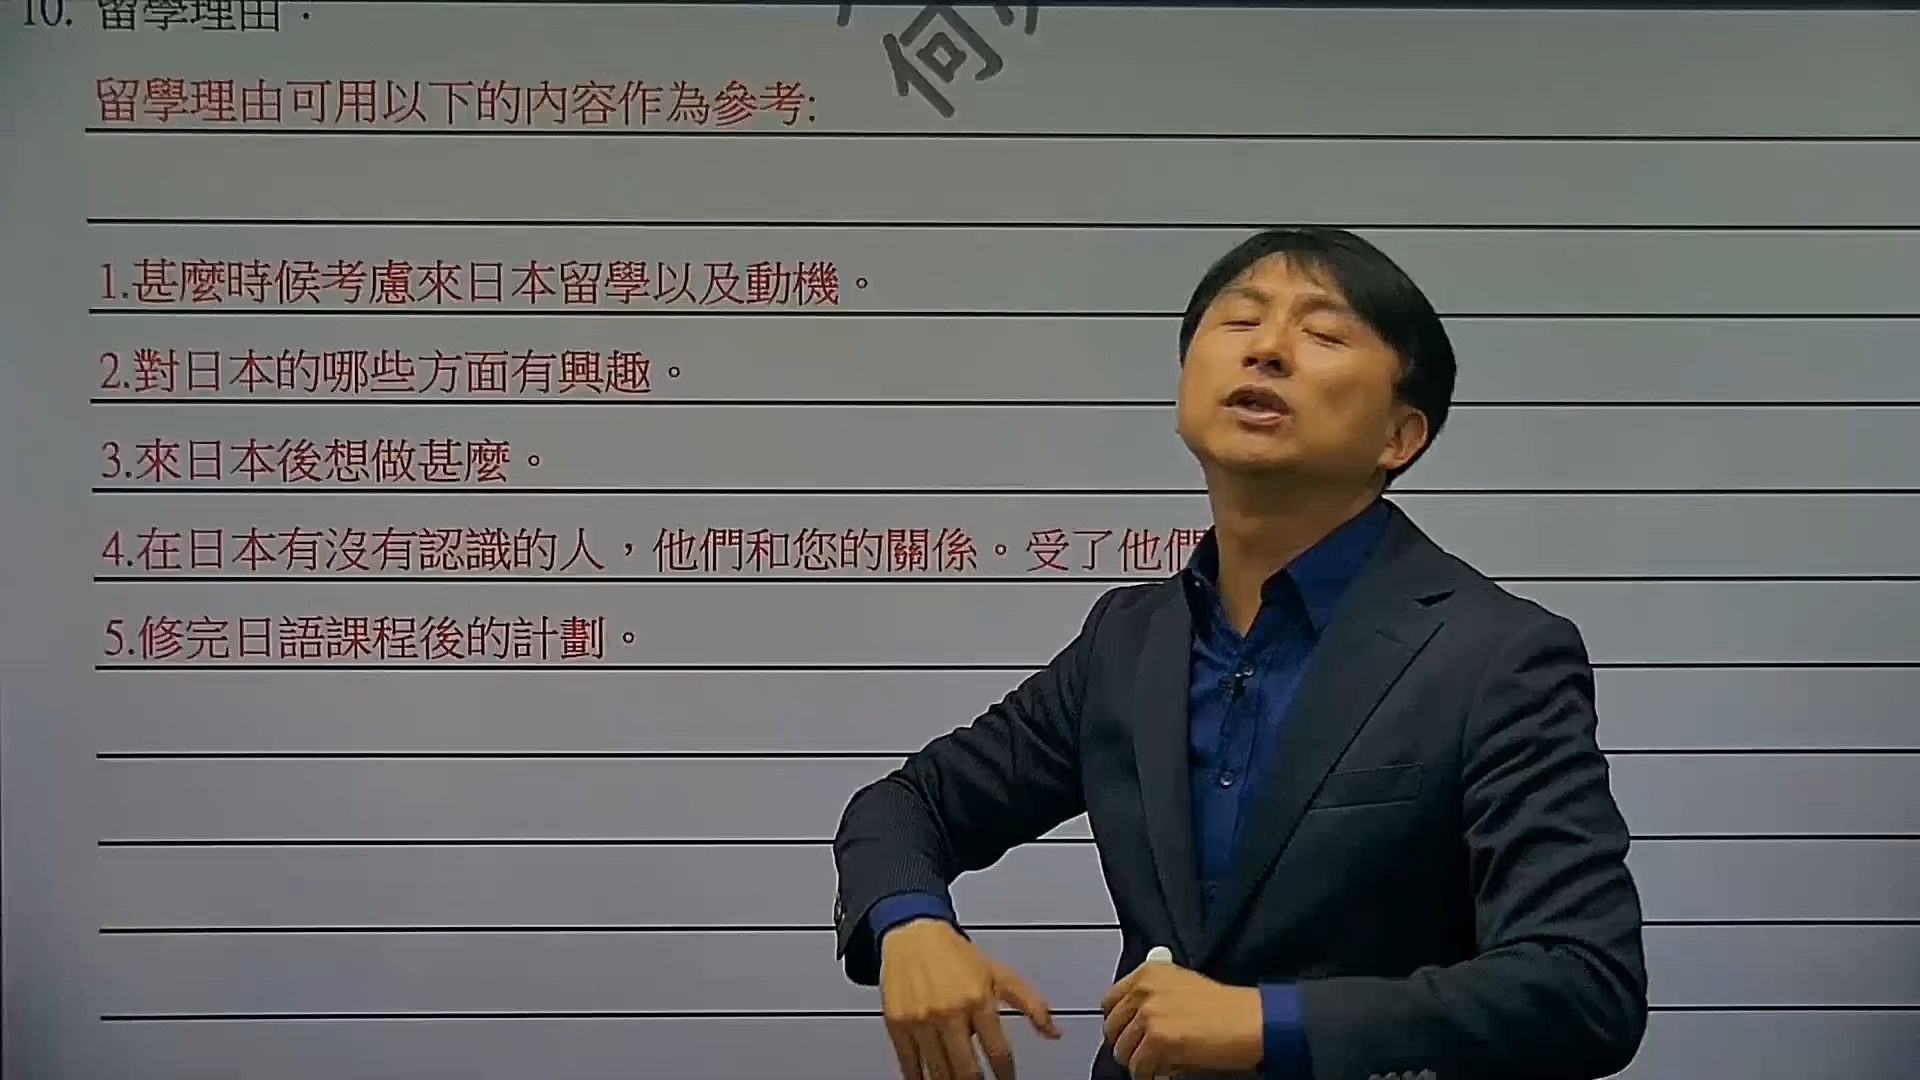 10. 留學理由：
何
留學理由可用以下的內容作為參考:
1.甚麼時候考慮來日本留學以及動機。
2.對日本的哪些方面有興趣。
3.來日本後想做甚麼。
4.在日本有沒有認識的人，他們和您的關係。受了他們
5.修完日語課程後的計劃。